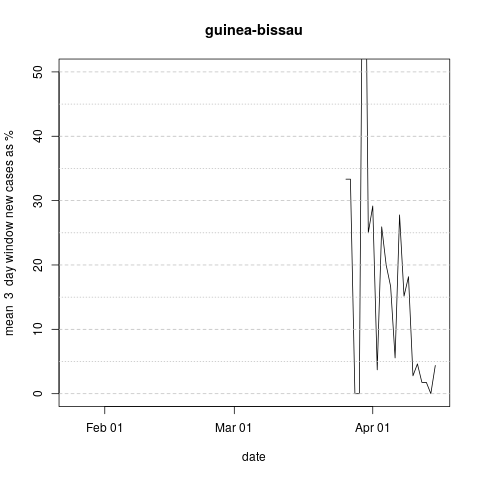 guinea-bissau
mean 3 day window new cases as %
50
40
30
20
10
0
Feb 01
Mar 01
Apr 01
date